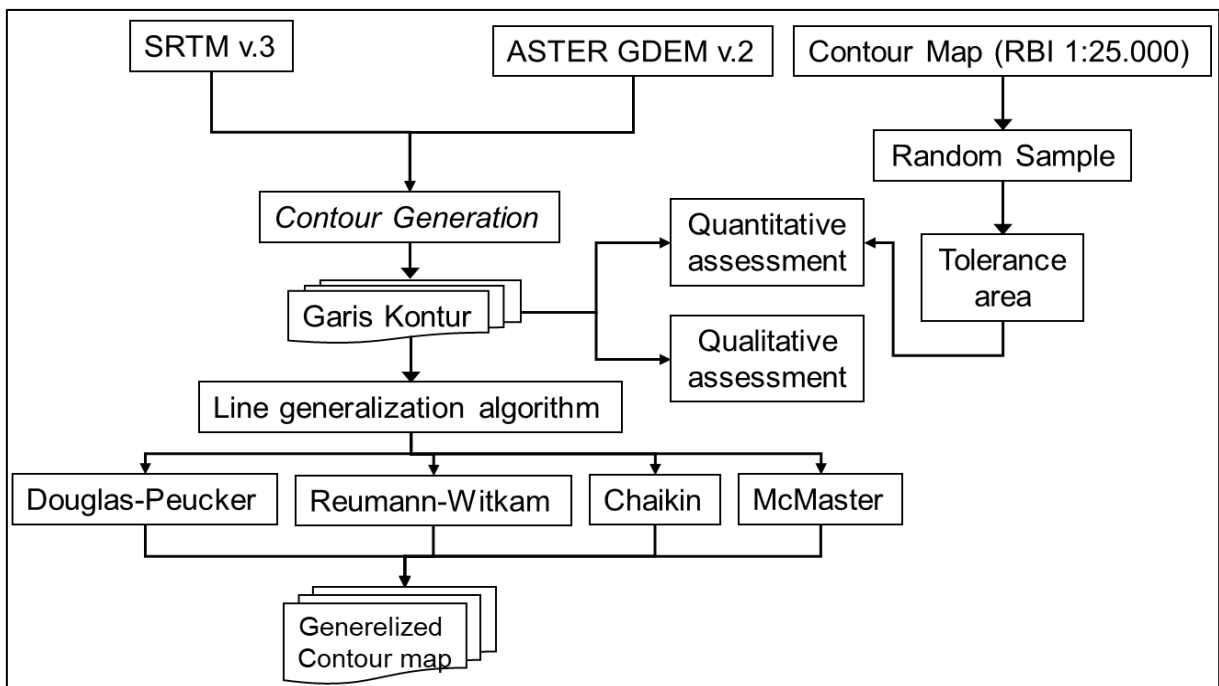 SRTM v.3
ASTER GDEM v.2
Contour Map (RBI 1:25.000)
Random Sample
Contour Generation
Quantitative
assessment
Tolerance
area
Garis Kontur
Qualitative
assessment
Line generalization algorithm
Douglas-Peucker
Reumann-Witkam
Chaikin
McMaster
Generelized
Contour map